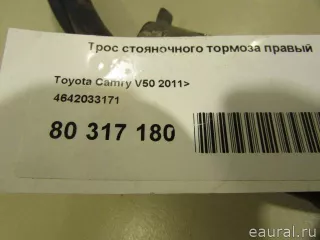 Трос стояночного тормоза правый
Toyota Camry V50 2011>
4642033171
80 317 180
eaural.ru